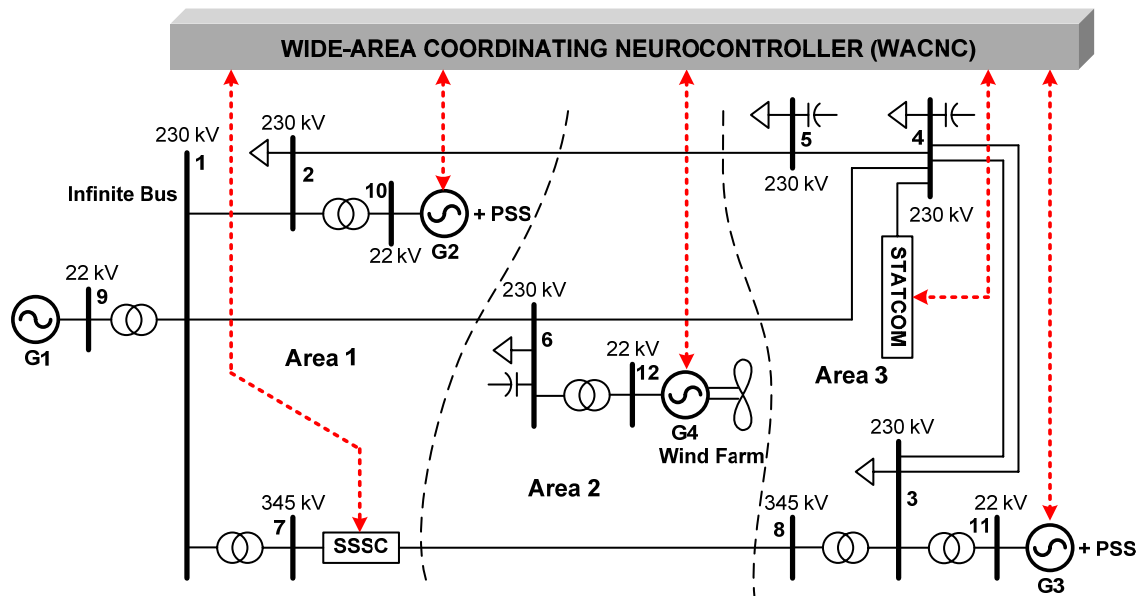 WIDE-AREA COORDINATING NEUROCONTROLLER (WACNC)
230 kV
1
Infinite Bus
230 kV
2
10
22 kV
G2
+ PSS
5
230 kV
4
230 kV
STATCOM
22 kV
9
G1
Area 1
230 kV
6
22 kV
12
G4
Wind Farm
Area 2
Area 3
230 kV
3
345 kV
7
SSSC
345 kV
8
22 kV
11
G3
+ PSS